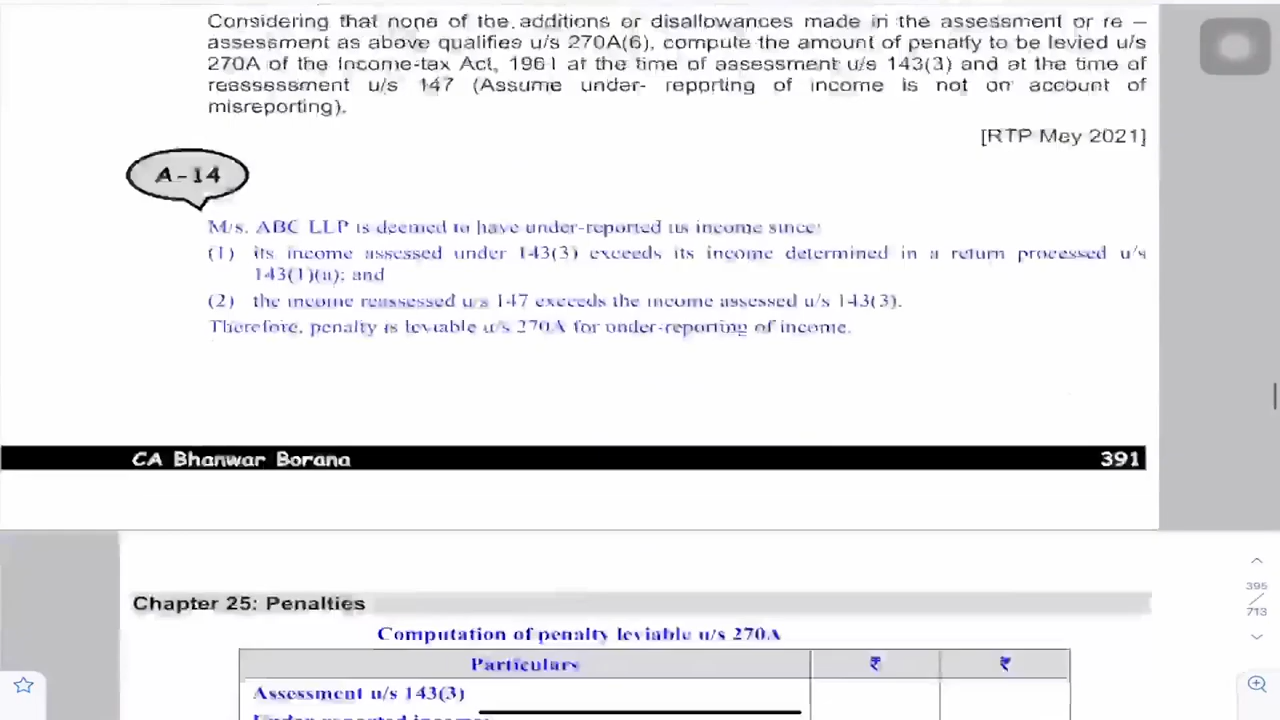 Considering that none of the additions or disallowances made in the assessment or re –
assessment as above qualifies u/s 270A(6), compute the amount of penalty to be levied u/s
270A of the Income-tax Act, 1961 at the time of assessment u/s 143(3) and at the time of
reassessment u/s 147 (Assume under- reporting of income is not on account of
misreporting).
[RTP May 2021]
A-14
M/s. ABC LLP is deemed to have under-reported its income since:
(1) its income assessed under 143(3) exceeds its income determined in a return processed u/s
143(1)(a); and
(2) the income reassessed u/s 147 exceeds the income assessed u/s 143(3).
Therefore, penalty is leviable u/s 270A for under-reporting of income.
CA Bhanwar Borana 391
395
713
Chapter 25: Penalties
Computation of penalty leviable u/s 270A
Particulars ₹ ₹
Assessment u/s 143(3)
Under-reported income: